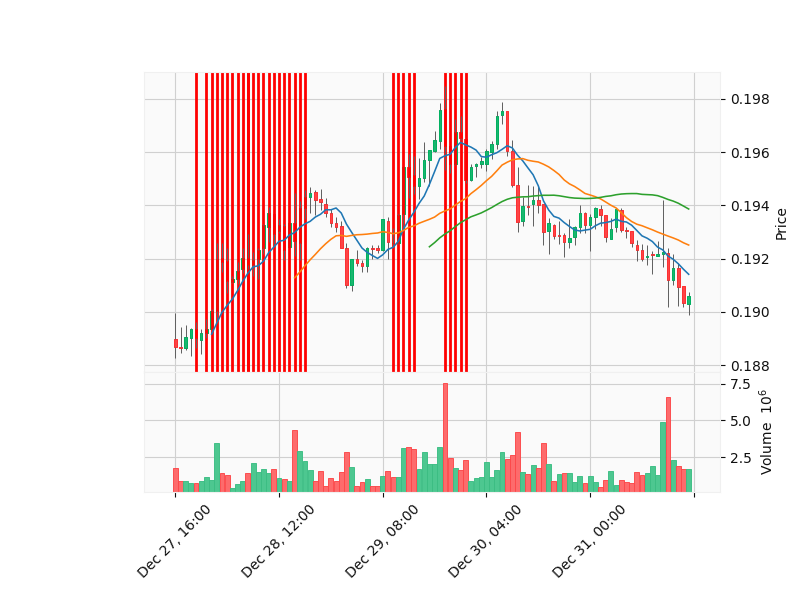 0.198
0.196
0.194
0.192
0.190
0.188
Price
7.5
5.0
2.5
Volume 10⁶
Dec 27, 16:00
Dec 28, 12:00
Dec 29, 08:00
Dec 30, 04:00
Dec 31, 00:00